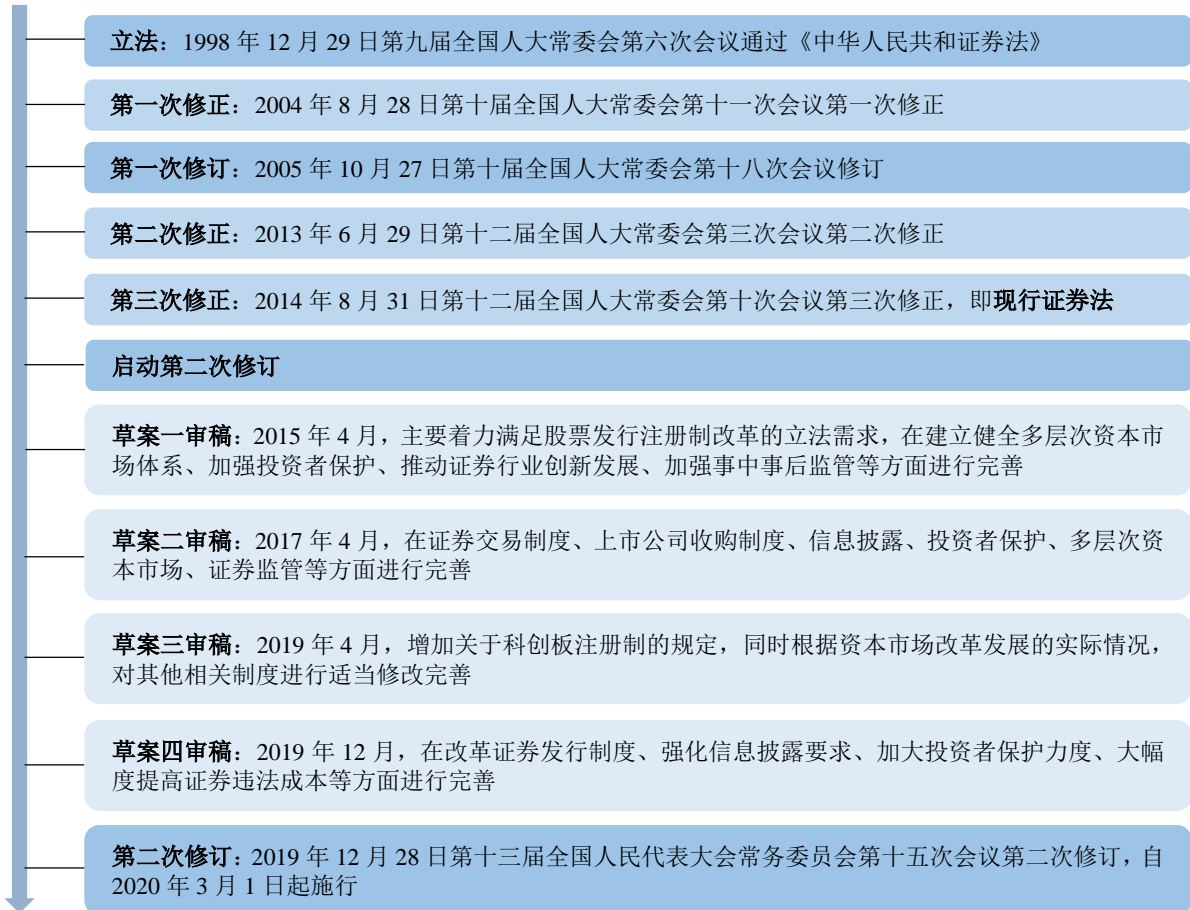 立法：1998 年 12 月 29 日第九届全国人大常委会第六次会议通过《中华人民共和证券法》
第一次修正：2004 年 8 月 28 日第十届全国人大常委会第十一次会议第一次修正
第一次修订：2005 年 10 月 27 日第十届全国人大常委会第十八次会议修订
第二次修正：2013 年 6 月 29 日第十二届全国人大常委会第三次会议第二次修正
第三次修正：2014 年 8 月 31 日第十二届全国人大常委会第十次会议第三次修正，即现行证券法
启动第二次修订
草案一审稿：2015 年 4 月，主要着力满足股票发行注册制改革的立法需求，在建立健全多层次资本市
场体系、加强投资者保护、推动证券行业创新发展、加强事中事后监管等方面进行完善
草案二审稿：2017 年 4 月，在证券交易制度、上市公司收购制度、信息披露、投资者保护、多层次资
本市场、证券监管等方面进行完善
草案三审稿：2019 年 4 月，增加关于科创板注册制的规定，同时根据资本市场改革发展的实际情况，
对其他相关制度进行适当修改完善
草案四审稿：2019 年 12 月，在改革证券发行制度、强化信息披露要求、加大投资者保护力度、大幅
度提高证券违法成本等方面进行完善
第二次修订：2019 年 12 月 28 日第十三届全国人民代表大会常务委员会第十五次会议第二次修订，自
2020 年 3 月 1 日起施行